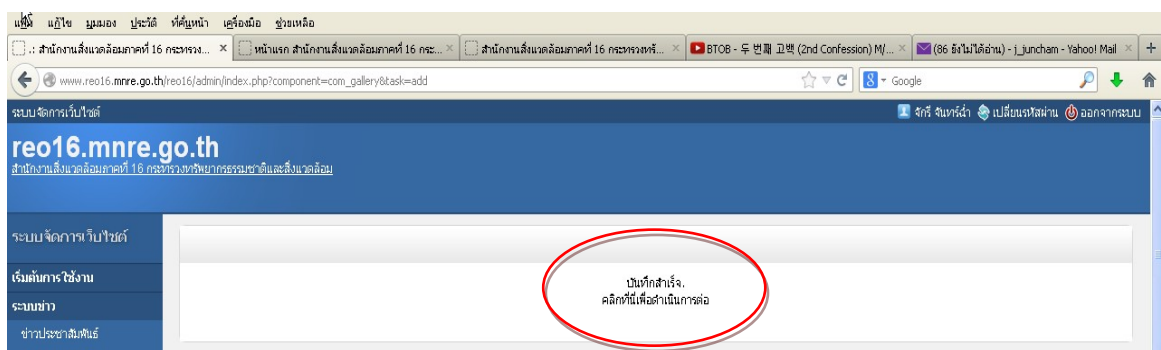 แฟ้ม แก้ไข มุมมอง ประวัติ ที่คั่นหน้า เครื่องมือ ช่วยเหลือ
.: สำนักงานสิ่งแวดล้อมภาคที่ 16 กระทรวง... × หน้าแรก สำนักงานสิ่งแวดล้อมภาคที่ 16 กระ... × สำนักงานสิ่งแวดล้อมภาคที่ 16 กระทรวงทรั... × BTOB - 두 번째 고백 (2nd Confession) M/... × (86 ยังไม่ได้อ่าน) - j_juncham - Yahoo! Mail × +
www.reo16.mnre.go.th/reo16/admin/index.php?component=com_gallery&task=add Google
ระบบจัดการเว็บไซต์ จักรี จันทร์ฉ่ำ เปลี่ยนรหัสผ่าน ออกจากระบบ
reo16.mnre.go.th
สำนักงานสิ่งแวดล้อมภาคที่ 16 กระทรวงทรัพยากรธรรมชาติและสิ่งแวดล้อม
ระบบจัดการเว็บไซต์
เริ่มต้นการใช้งาน
บันทึกสำเร็จ.
คลิกที่นี่เพื่อดำเนินการต่อ
ระบบข่าว
ข่าวประชาสัมพันธ์